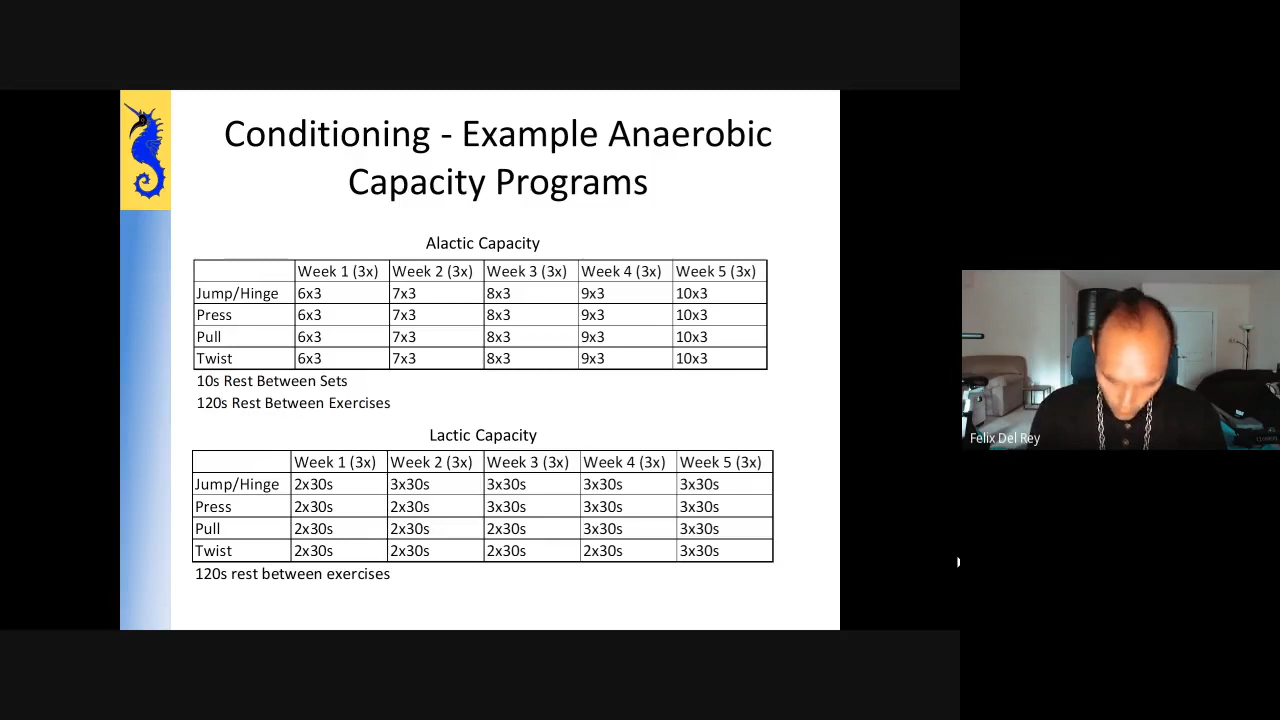 Conditioning - Example Anaerobic
Capacity Programs
Alactic Capacity
Week 1 (3x) Week 2 (3x) Week 3 (3x) Week 4 (3x) Week 5 (3x)
Jump/Hinge 6x3 7x3 8x3 9x3 10x3
Press 6x3 7x3 8x3 9x3 10x3
Pull 6x3 7x3 8x3 9x3 10x3
Twist 6x3 7x3 8x3 9x3 10x3
10s Rest Between Sets
120s Rest Between Exercises
Lactic Capacity
Week 1 (3x) Week 2 (3x) Week 3 (3x) Week 4 (3x) Week 5 (3x)
Jump/Hinge 2x30s 3x30s 3x30s 3x30s 3x30s
Press 2x30s 2x30s 3x30s 3x30s 3x30s
Pull 2x30s 2x30s 2x30s 3x30s 3x30s
Twist 2x30s 2x30s 2x30s 2x30s 3x30s
120s rest between exercises
Felix Del Rey